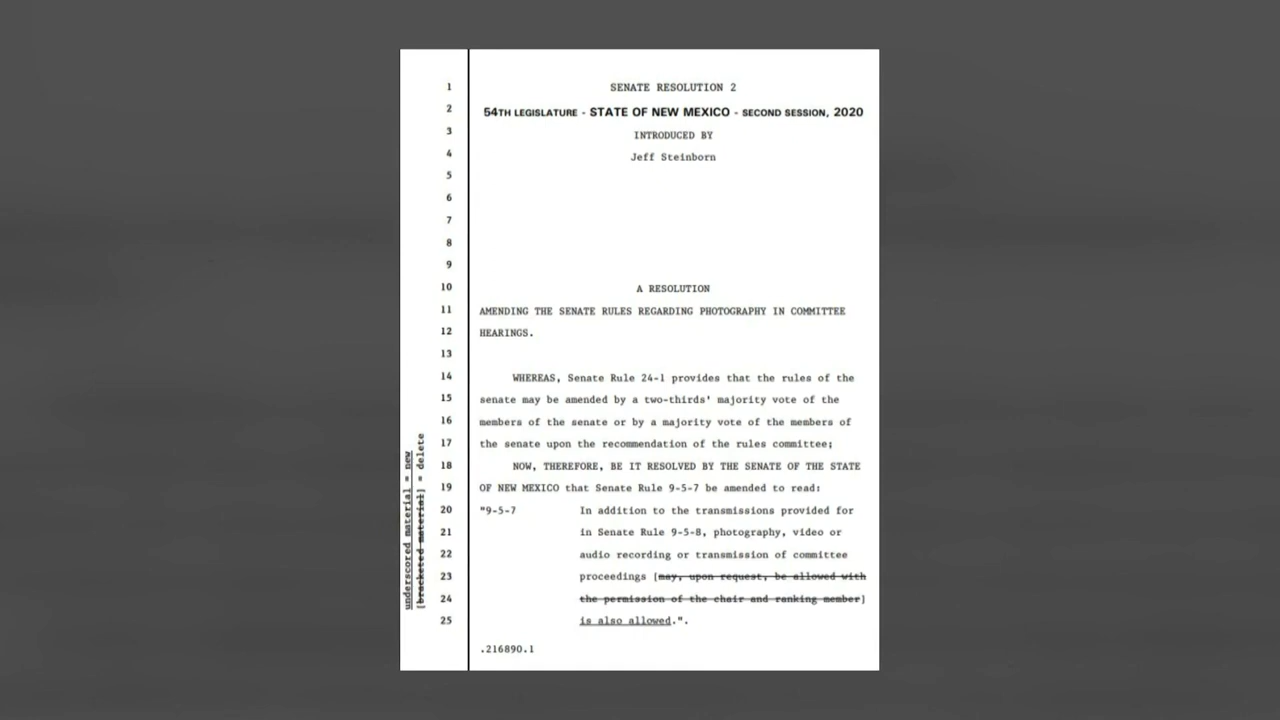 1 SENATE RESOLUTION 2
2 54TH LEGISLATURE - STATE OF NEW MEXICO - SECOND SESSION, 2020
3 INTRODUCED BY
4 Jeff Steinborn
5
6
7
8
9
10 A RESOLUTION
11 AMENDING THE SENATE RULES REGARDING PHOTOGRAPHY IN COMMITTEE
12 HEARINGS.
13
14 WHEREAS, Senate Rule 24-1 provides that the rules of the
15 senate may be amended by a two-thirds' majority vote of the
16 members of the senate or by a majority vote of the members of
17 the senate upon the recommendation of the rules committee;
18 NOW, THEREFORE, BE IT RESOLVED BY THE SENATE OF THE STATE
19 OF NEW MEXICO that Senate Rule 9-5-7 be amended to read:
20 "9-5-7 In addition to the transmissions provided for
21 in Senate Rule 9-5-8, photography, video or
22 audio recording or transmission of committee
23 proceedings [may, upon request, be allowed with
24 the permission of the chair and ranking member]
25 is also allowed.".
.216890.1
underscored material = new
[bracketed material] = delete